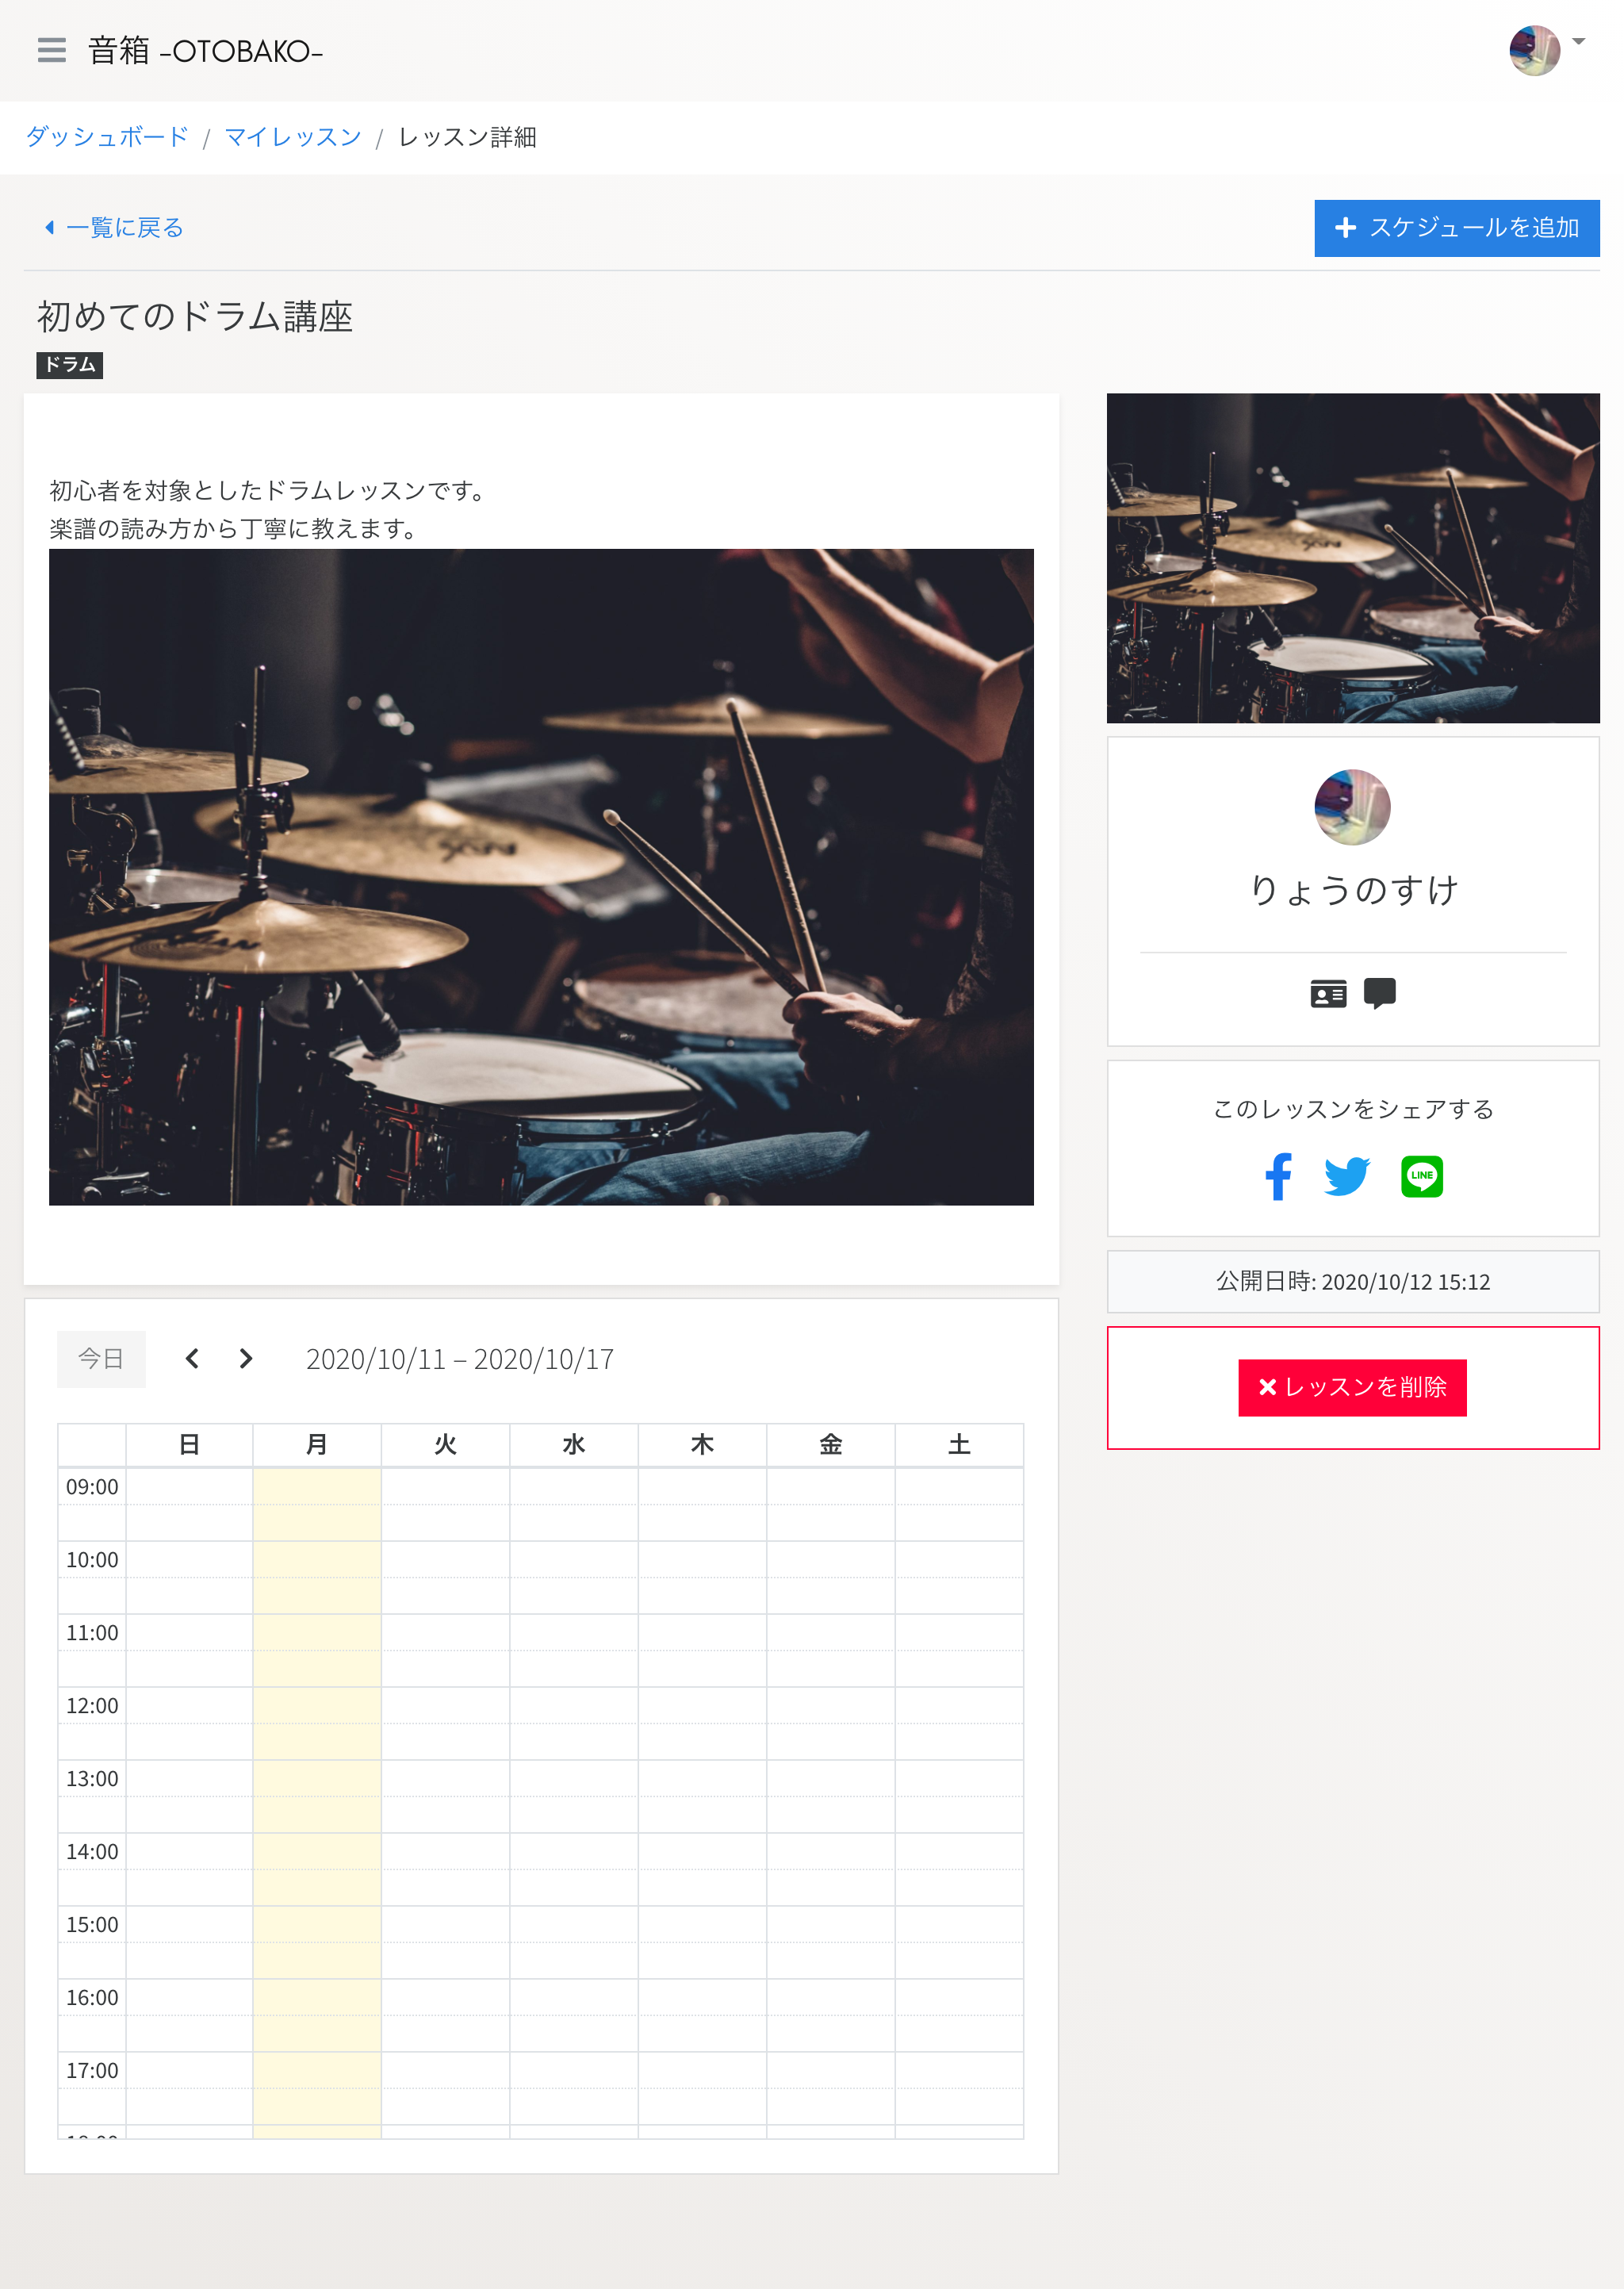 音箱 -OTOBAKO-
ダッシュボード / マイレッスン / レッスン詳細
一覧に戻る
スケジュールを追加
初めてのドラム講座
ドラム
初心者を対象としたドラムレッスンです。
楽譜の読み方から丁寧に教えます。
りょうのすけ
このレッスンをシェアする
LINE
公開日時: 2020/10/12 15:12
レッスンを削除
今日
2020/10/11 – 2020/10/17
日 月 火 水 木 金 土
09:00
10:00
11:00
12:00
13:00
14:00
15:00
16:00
17:00